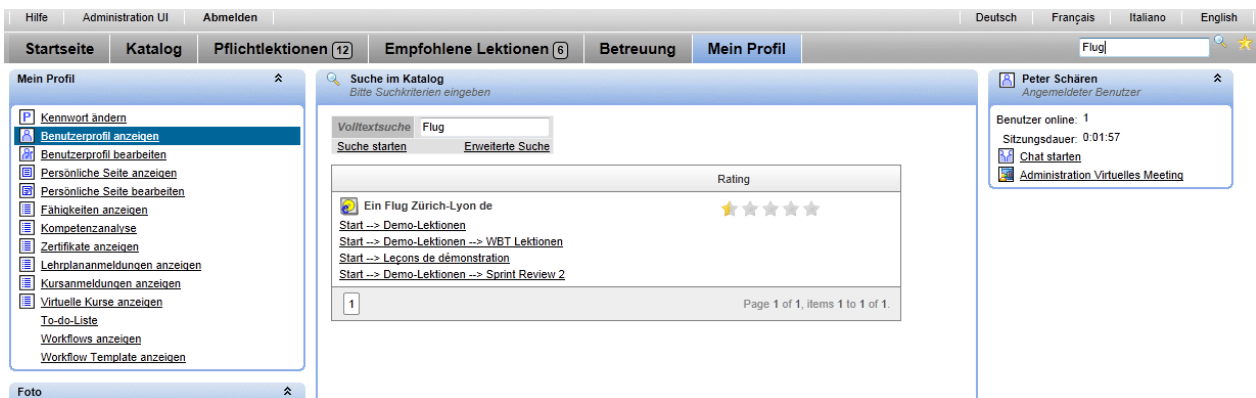 Hilfe Administration UI Abmelden Deutsch Français Italiano English
Startseite Katalog Pflichtlektionen 12 Empfohlene Lektionen 6 Betreuung Mein Profil Flug
Mein Profil
P Kennwort ändern
Benutzerprofil anzeigen
Benutzerprofil bearbeiten
Persönliche Seite anzeigen
Persönliche Seite bearbeiten
Fähigkeiten anzeigen
Kompetenzanalyse
Zertifikate anzeigen
Lehrplananmeldungen anzeigen
Kursanmeldungen anzeigen
Virtuelle Kurse anzeigen
To-do-Liste
Workflows anzeigen
Workflow Template anzeigen
Foto
Suche im Katalog
Bitte Suchkriterien eingeben
Volltextsuche Flug
Suche starten Erweiterte Suche
Rating
Ein Flug Zürich-Lyon de
Start --> Demo-Lektionen
Start --> Demo-Lektionen --> WBT Lektionen
Start --> Leçons de démonstration
Start --> Demo-Lektionen --> Sprint Review 2
1 Page 1 of 1, items 1 to 1 of 1.
Peter Schären
Angemeldeter Benutzer
Benutzer online: 1
Sitzungsdauer: 0:01:57
Chat starten
Administration Virtuelles Meeting